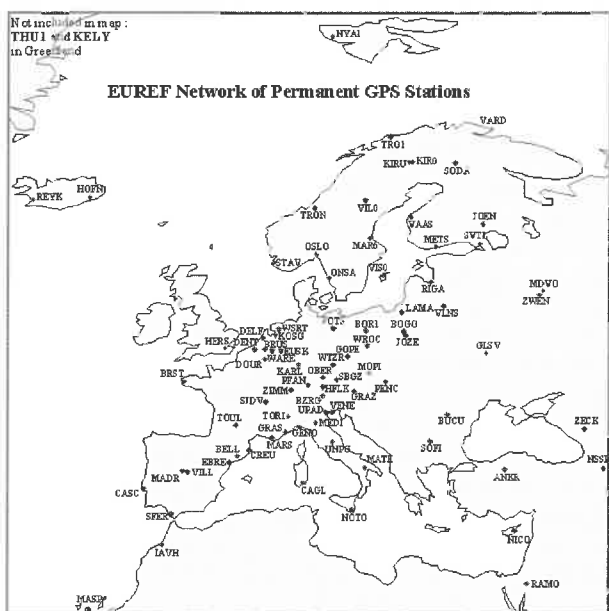 Not included in map :
THU1 and KELY
in Greenland
NYA1
EUREF Network of Permanent GPS Stations
VARD
TRO1
KIRU KIR0
SODA
HOFN
REYK
VIL0
TRON
VAAS
JOEN
MAR6
METS
SVTL
OSLO
STAV
VIS0
ONSA
RIGA
MDVO
ZWEN
LAMA
VLNS
WSRT
DELF
KOSG
BOR1
BOGO
HERS
DENT
BRUS
EUSK
WROC
JOZE
GOPE
GLSV
DOUR
WARE
WTZR
KARL
OBER
MOPI
BRST
PFAN
SBGZ
PENC
ZIMM
HFLK
GRAZ
SJDV
BZRG
VENE
BUCU
TOUL
TORI
UPAD
MEDI
ZECK
GRAS
GENO
SOFI
BELL
MARS
UNPG
EBRE
CREU
MATE
ANKR
NSSP
MADR
VILL
CASC
CAGL
SFER
NOTO
NICO
IAVH
RAMO
MASP